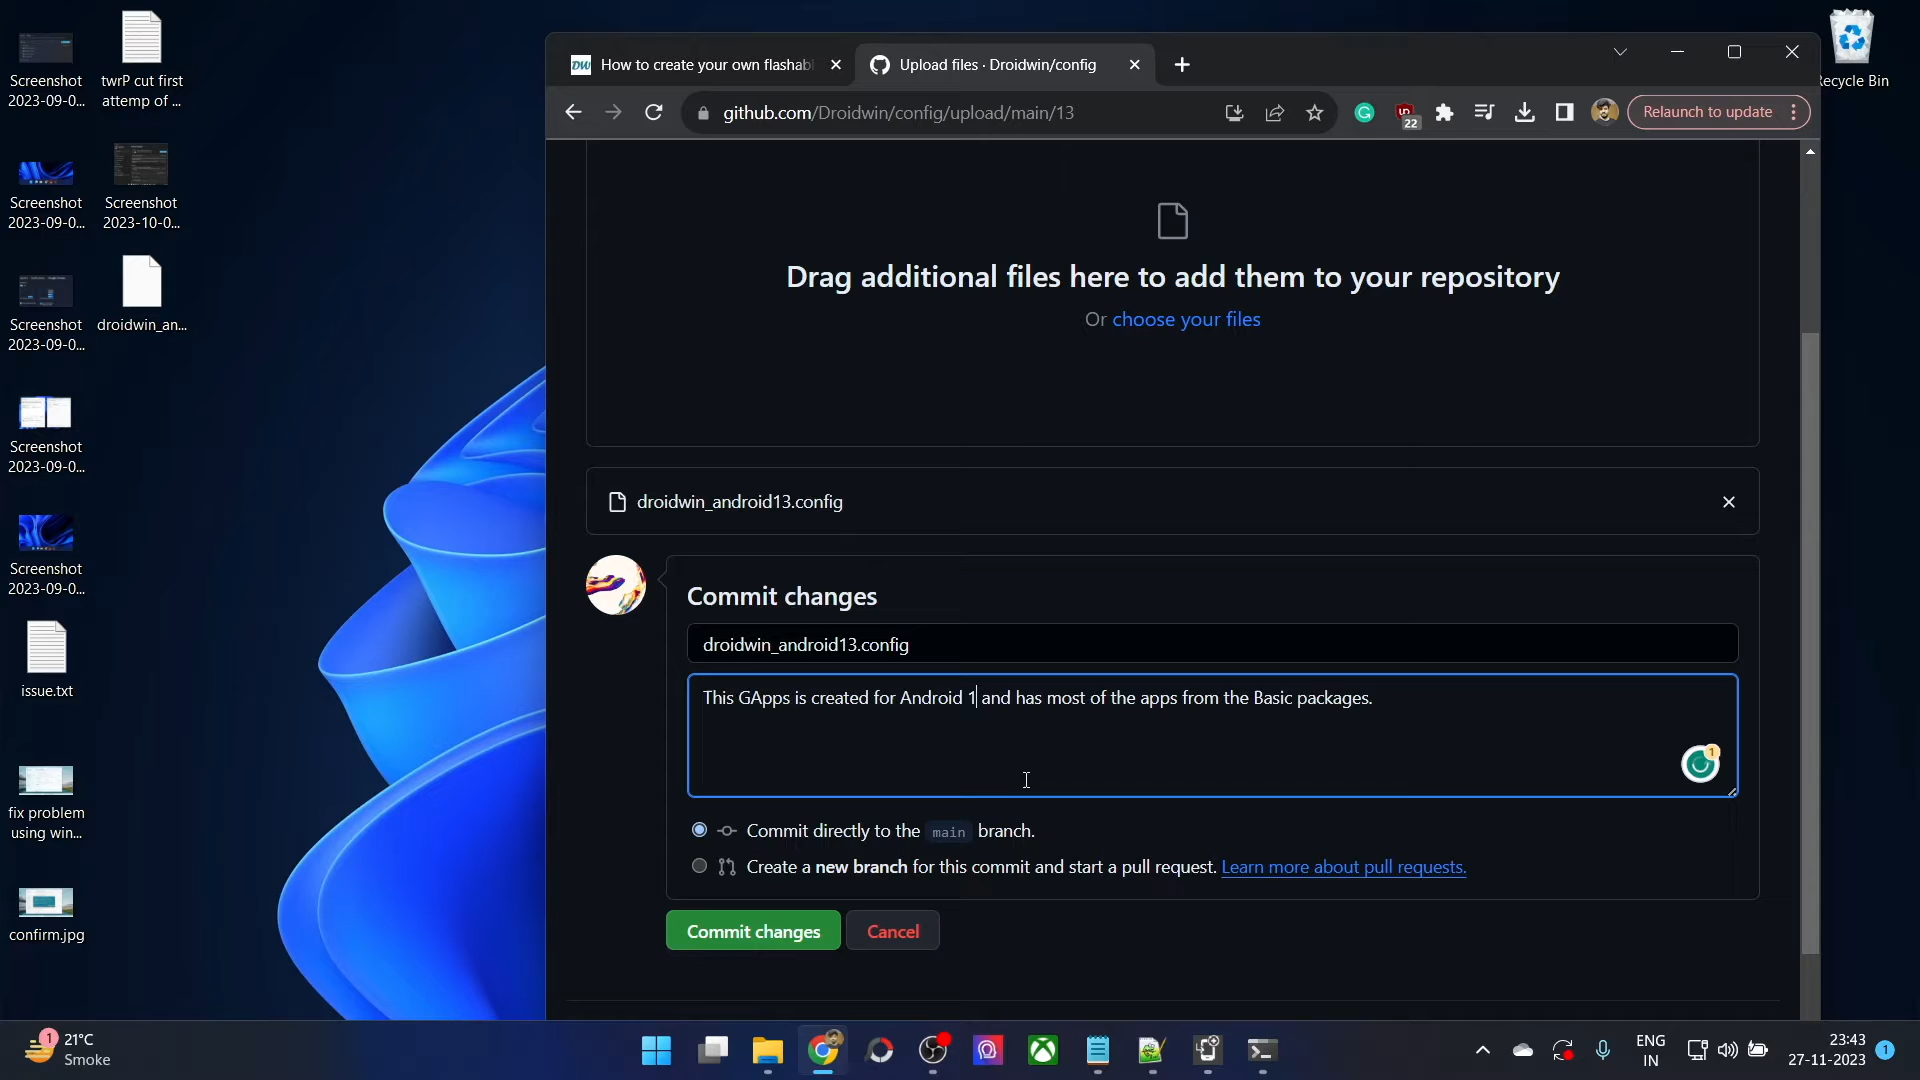 Screenshot
2023-09-0...
twrP cut first
attemp of ...
Screenshot
2023-09-0...
Screenshot
2023-10-0...
Screenshot
2023-09-0...
droidwin_an...
Screenshot
2023-09-0...
Screenshot
2023-09-0...
issue.txt
fix problem
using win...
confirm.jpg
Recycle Bin
DW How to create your own flashab
Upload files · Droidwin/config
github.com/Droidwin/config/upload/main/13
22
Relaunch to update
Drag additional files here to add them to your repository
Or choose your files
droidwin_android13.config
Commit changes
droidwin_android13.config
This GApps is created for Android 1 and has most of the apps from the Basic packages.
1
Commit directly to the main branch.
Create a new branch for this commit and start a pull request. Learn more about pull requests.
Commit changes
Cancel
1
21°C
Smoke
ENG
IN
23:43
27-11-2023
1